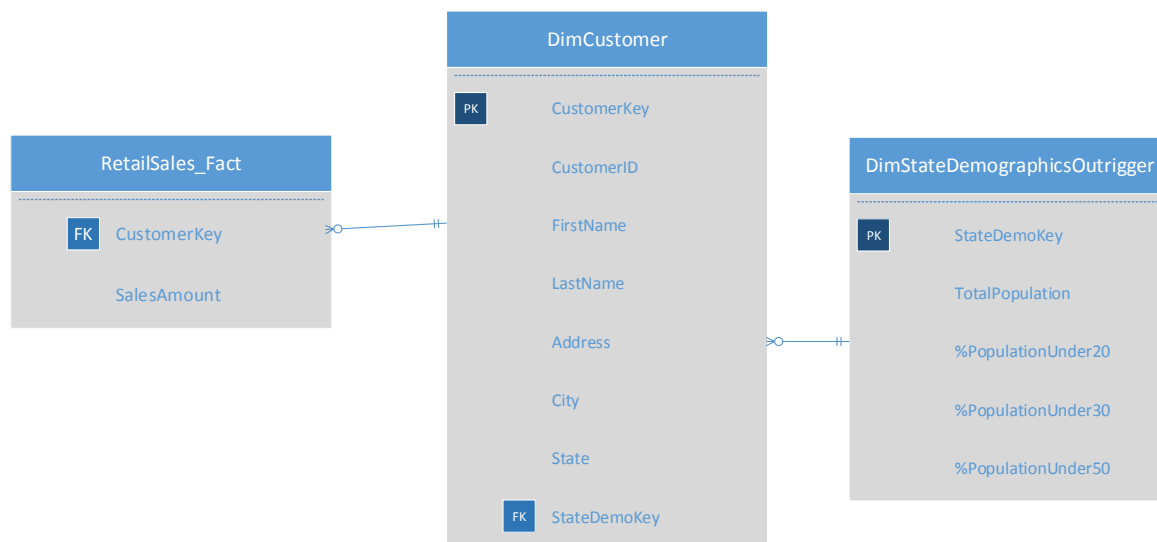 RetailSales_Fact
FK CustomerKey
SalesAmount
DimCustomer
PK CustomerKey
CustomerID
FirstName
LastName
Address
City
State
FK StateDemoKey
DimStateDemographicsOutrigger
PK StateDemoKey
TotalPopulation
%PopulationUnder20
%PopulationUnder30
%PopulationUnder50